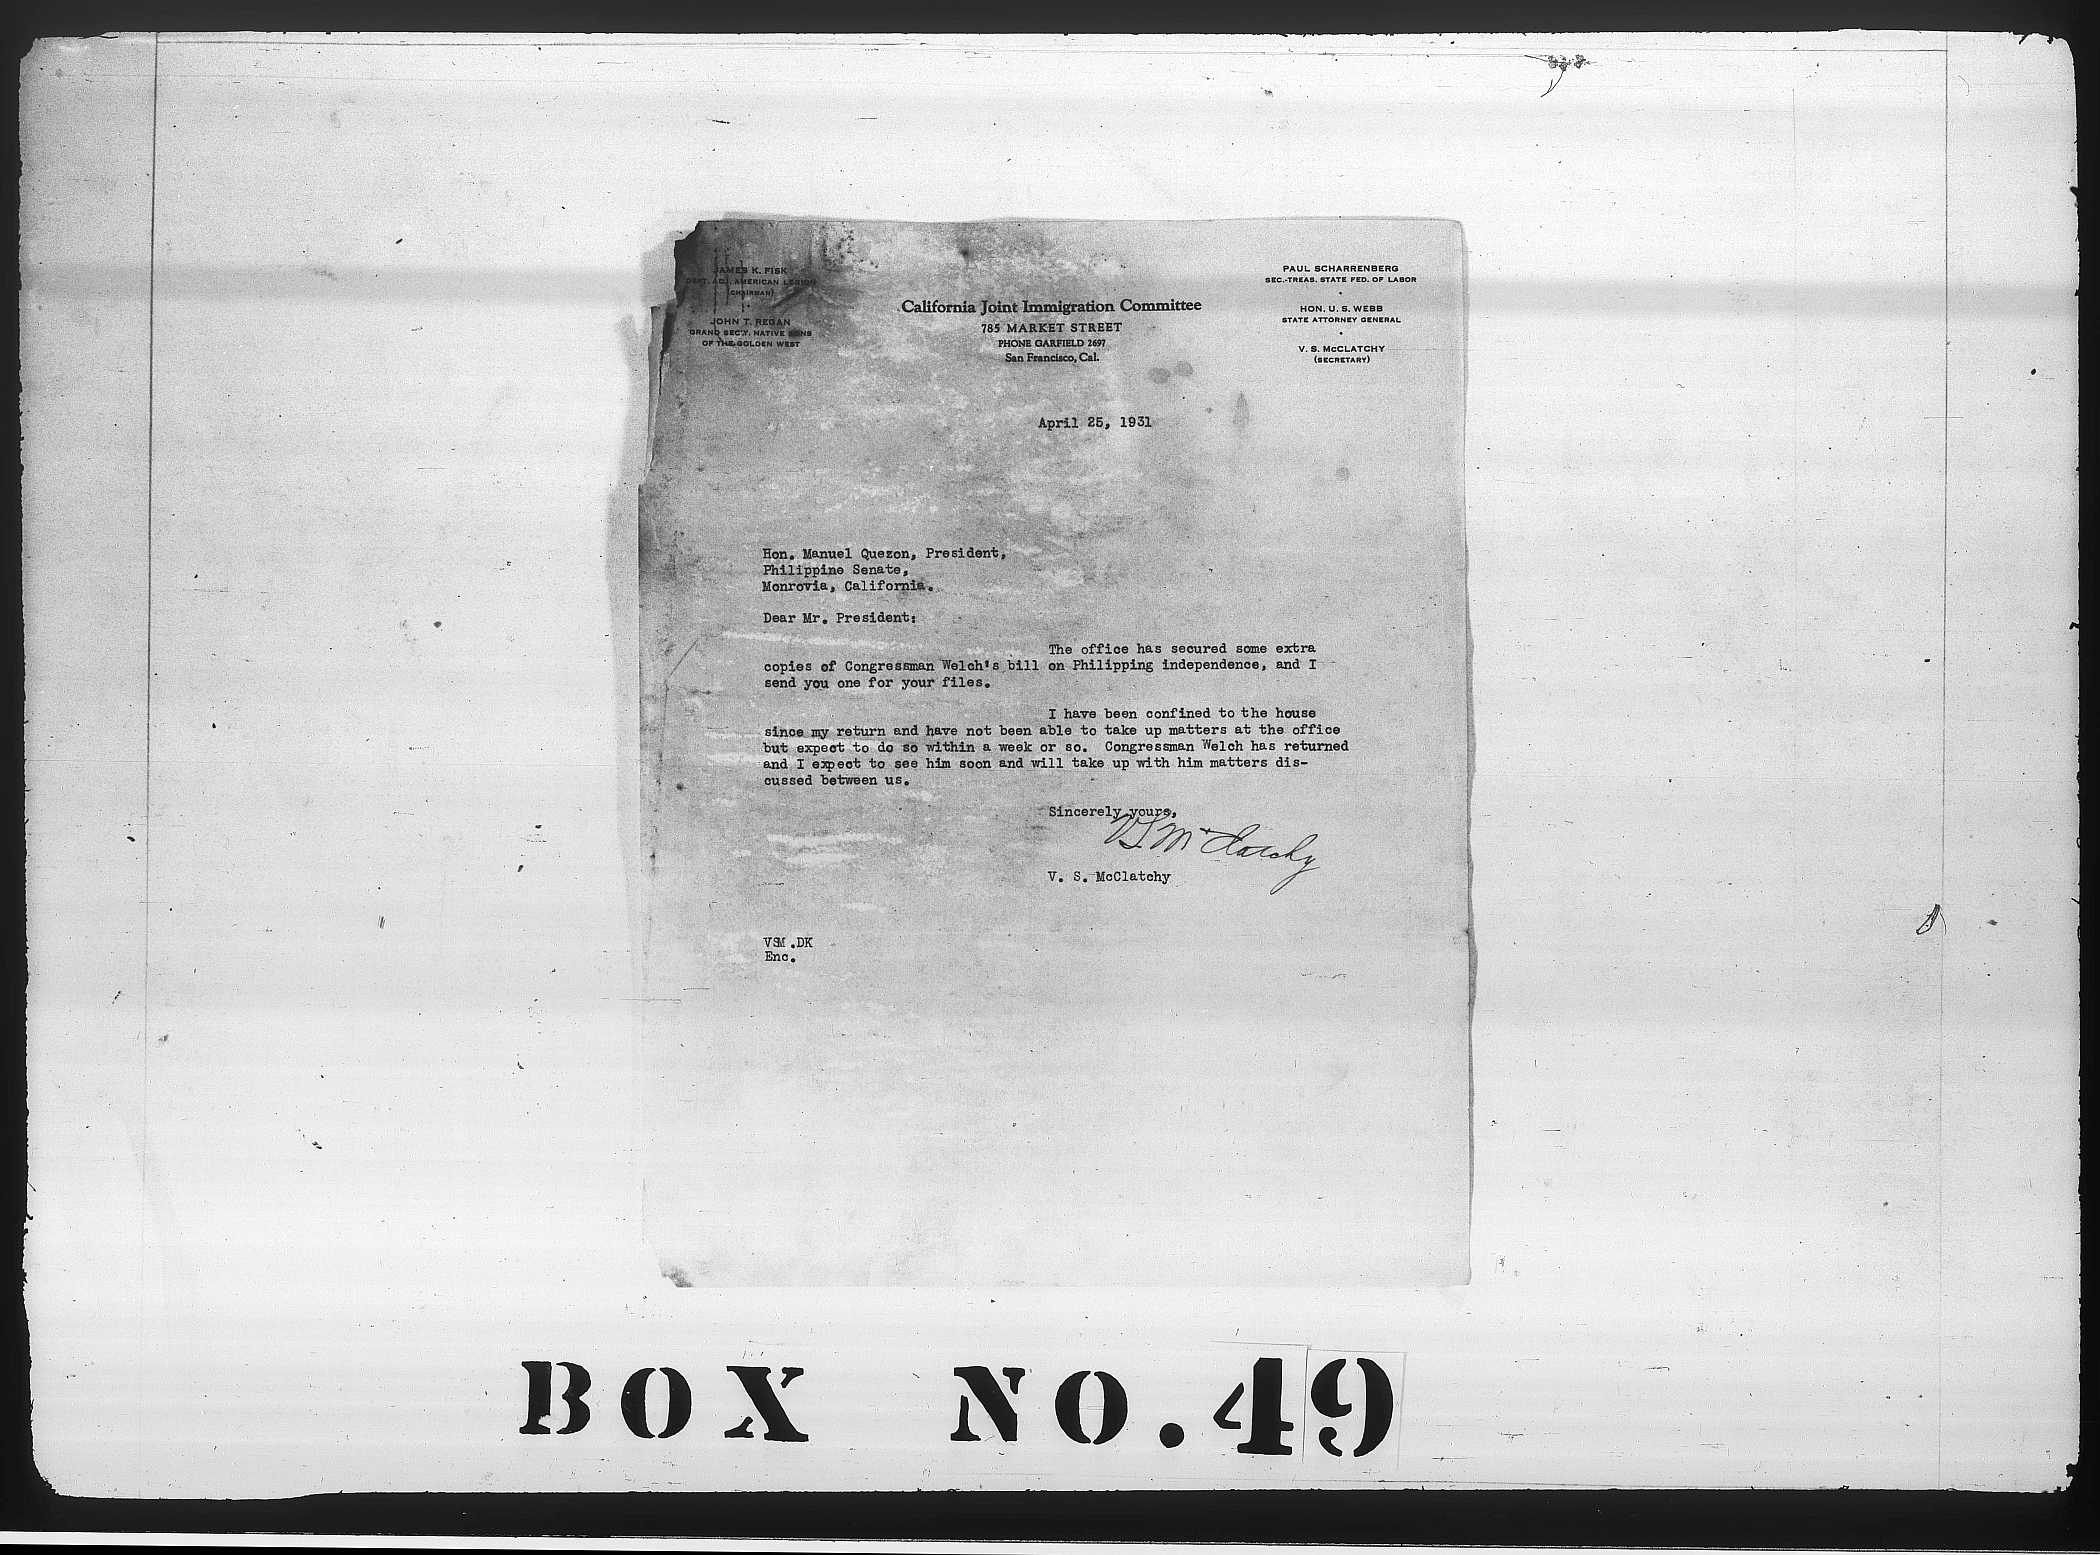 JAMES K. FISK
DEPT. ADJ. AMERICAN LEGION
(CHAIRMAN)
JOHN T. REGAN
GRAND SEC'Y. NATIVE SONS
OF THE GOLDEN WEST
California Joint Immigration Committee
785 MARKET STREET
PHONE GARFIELD 2697
San Francisco, Cal.
PAUL SCHARRENBERG
SEC.-TREAS. STATE FED. OF LABOR
HON. U. S. WEBB
STATE ATTORNEY GENERAL
V. S. McCLATCHY
(SECRETARY)
April 25, 1931
Hon. Manuel Quezon, President,
Philippine Senate,
Monrovia, California.
Dear Mr. President:
The office has secured some extra
copies of Congressman Welch's bill on Philipping independence, and I
send you one for your files.
I have been confined to the house
since my return and have not been able to take up matters at the office
but expect to do so within a week or so. Congressman Welch has returned
and I expect to see him soon and will take up with him matters dis-
cussed between us.
Sincerely yours,
VS McClatchy
V. S. McClatchy
VSM.DK
Enc.
BOX NO. 49